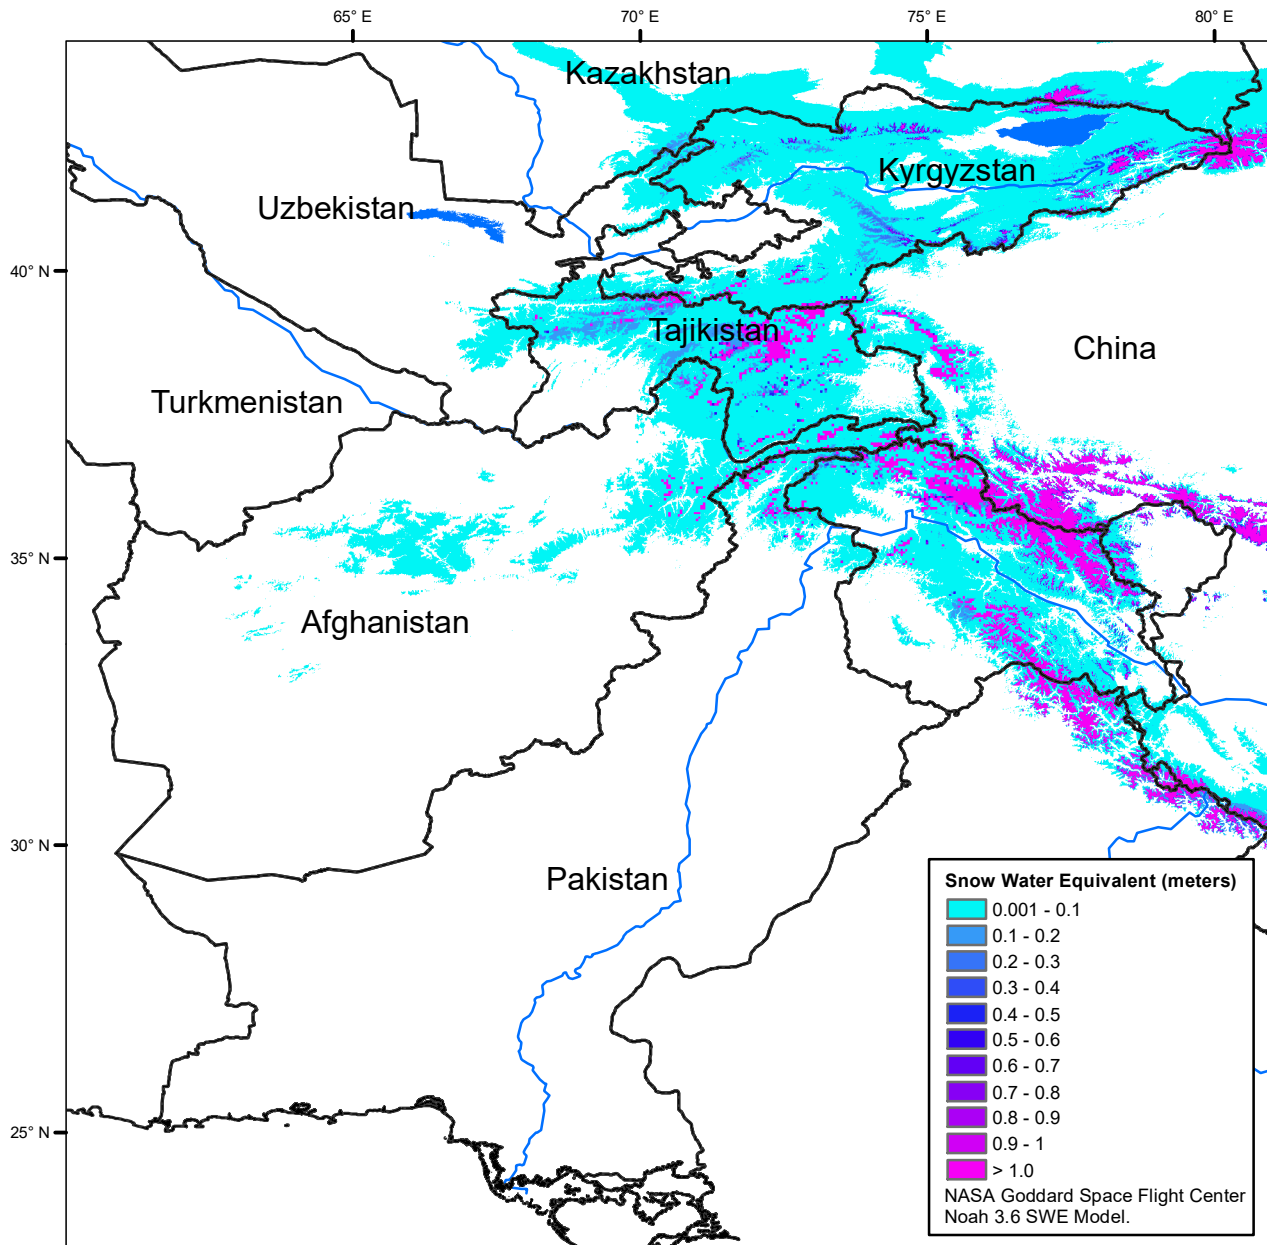 65° E
70° E
75° E
80° E
Kazakhstan
Kyrgyzstan
Uzbekistan
40° N
Tajikistan
China
Turkmenistan
35° N
Afghanistan
30° N
Pakistan
25° N
Snow Water Equivalent (meters)
0.001 - 0.1
0.1 - 0.2
0.2 - 0.3
0.3 - 0.4
0.4 - 0.5
0.5 - 0.6
0.6 - 0.7
0.7 - 0.8
0.8 - 0.9
0.9 - 1
> 1.0
NASA Goddard Space Flight Center
Noah 3.6 SWE Model.